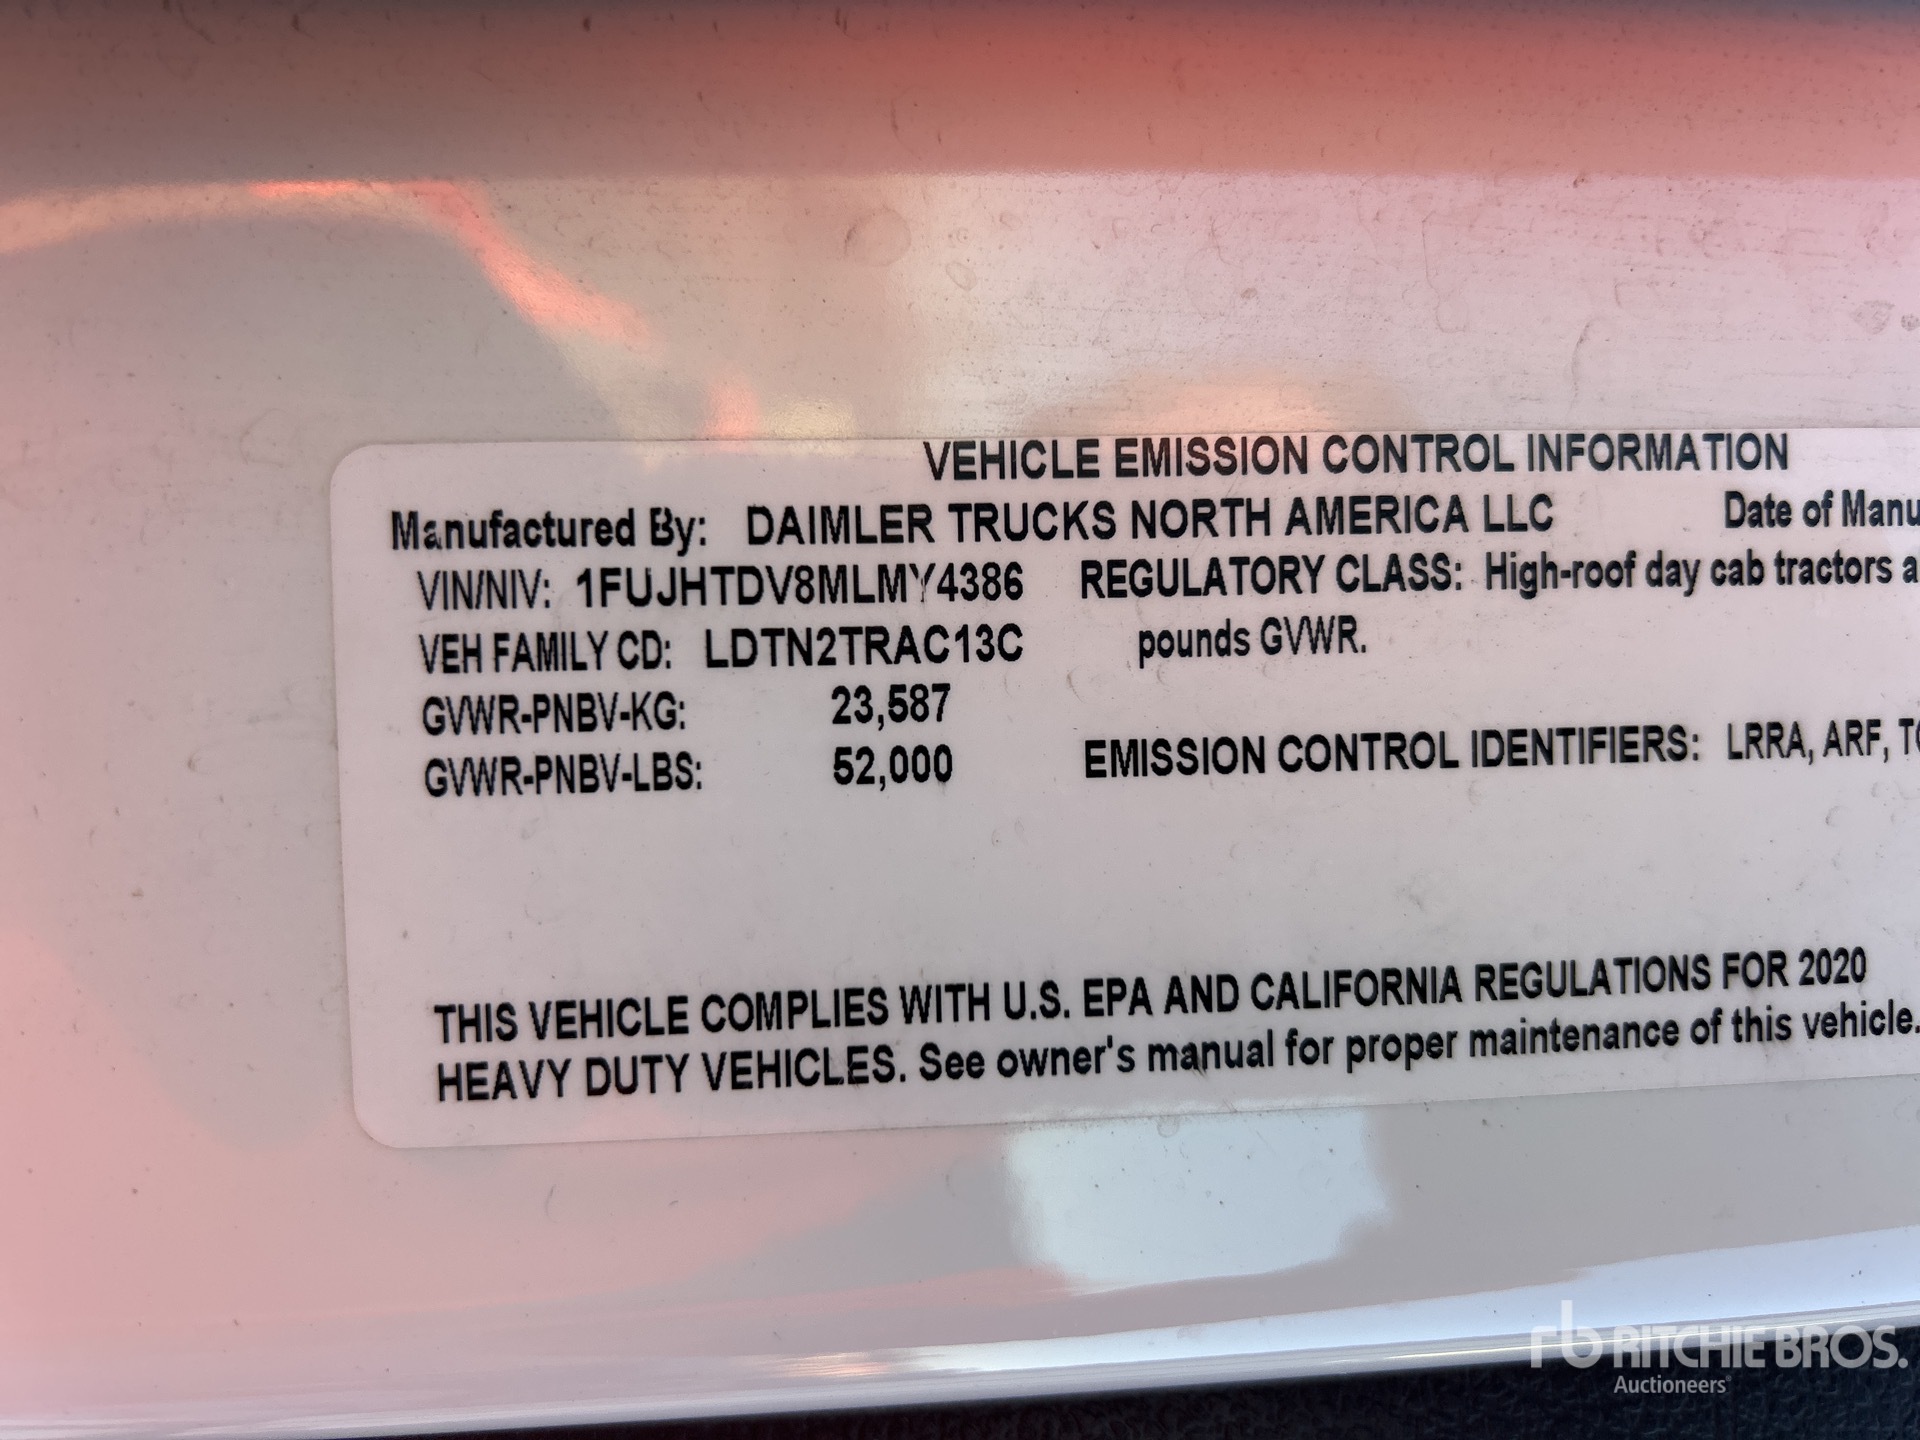 VEHICLE EMISSION CONTROL INFORMATION
Manufactured By: DAIMLER TRUCKS NORTH AMERICA LLC Date of Manu
VIN/NIV: 1FUJHTDV8MLMY4386 REGULATORY CLASS: High-roof day cab tractors a
VEH FAMILY CD: LDTN2TRAC13C pounds GVWR.
GVWR-PNBV-KG: 23,587
GVWR-PNBV-LBS: 52,000 EMISSION CONTROL IDENTIFIERS: LRRA, ARF,
THIS VEHICLE COMPLIES WITH U.S. EPA AND CALIFORNIA REGULATIONS FOR 2020
HEAVY DUTY VEHICLES. See owner's manual for proper maintenance of this vehicle.
rb RITCHIE BROS.
Auctioneers